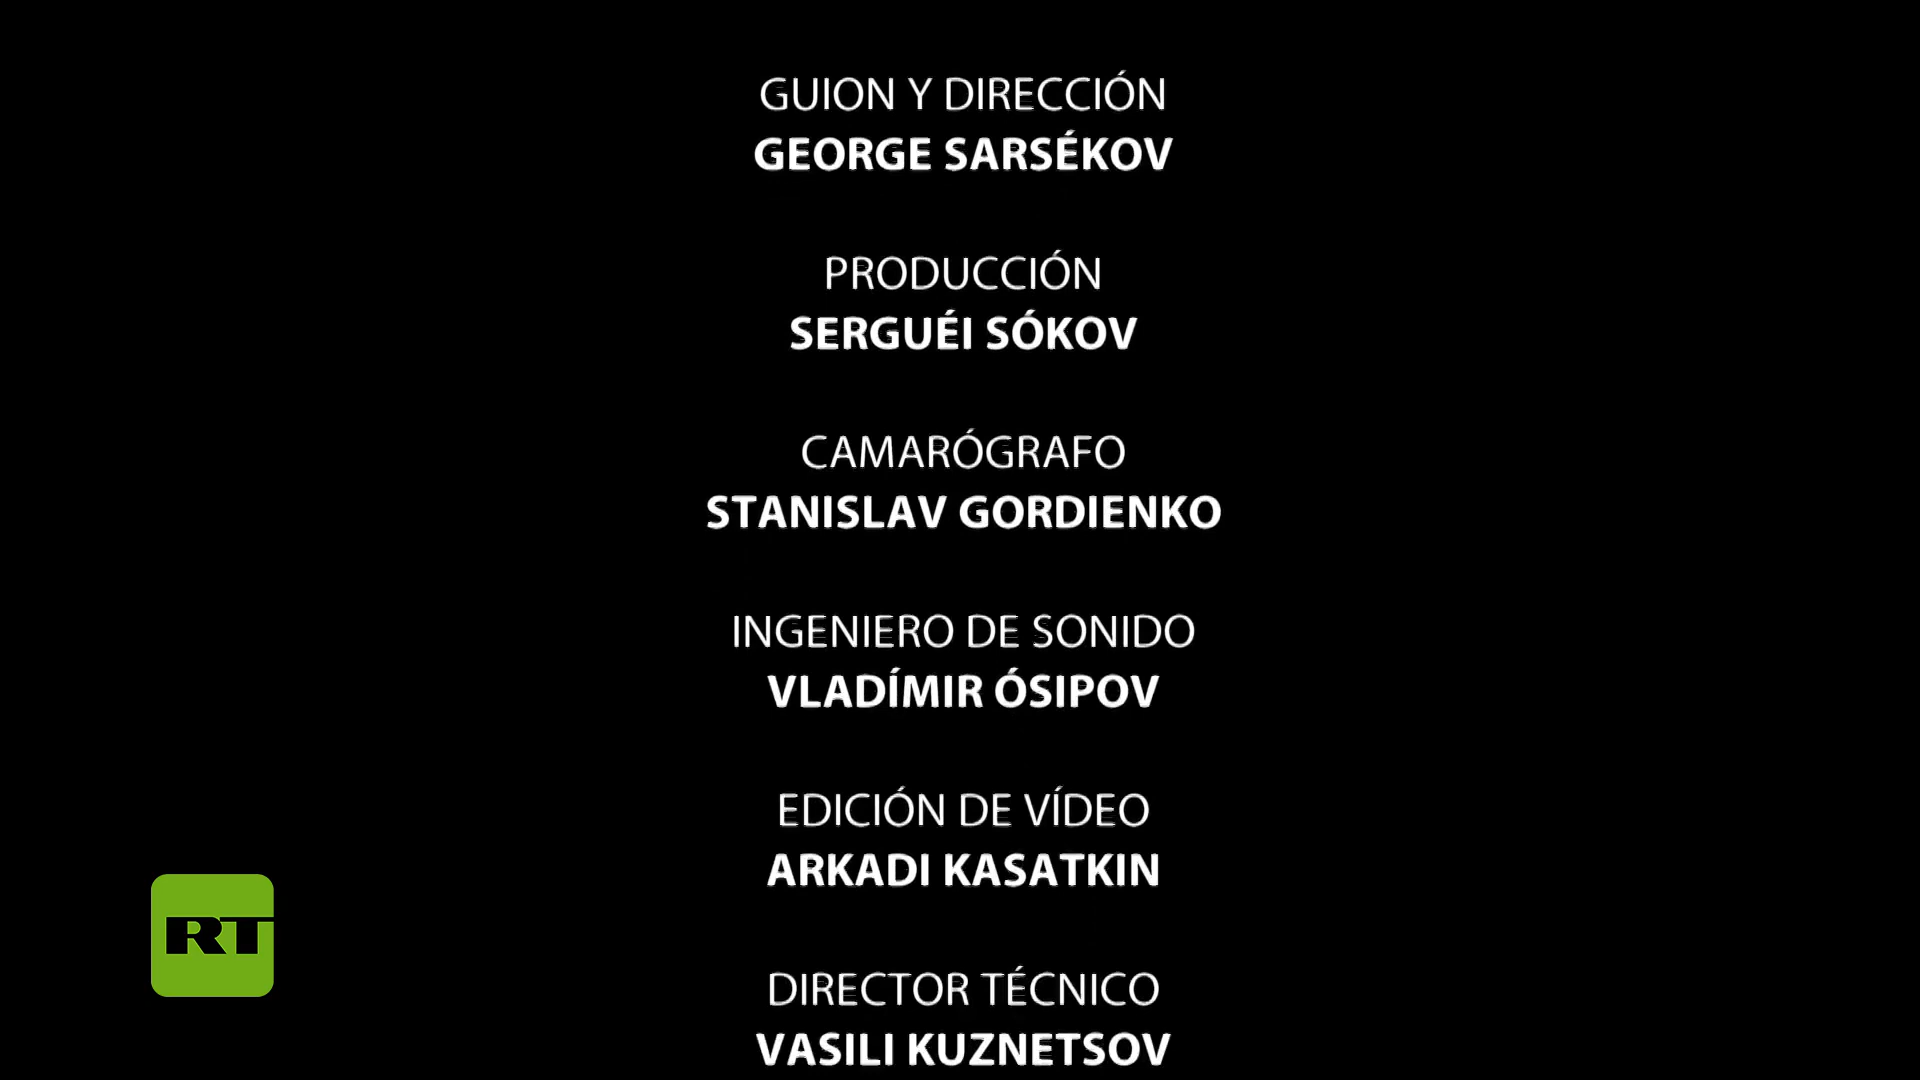 GUION Y DIRECCIÓN
GEORGE SARSÉKOV
PRODUCCIÓN
SERGUÉI SÓKOV
CAMARÓGRAFO
STANISLAV GORDIENKO
INGENIERO DE SONIDO
VLADÍMIR ÓSIPOV
EDICIÓN DE VÍDEO
ARKADI KASATKIN
RT
DIRECTOR TÉCNICO
VASILI KUZNETSOV